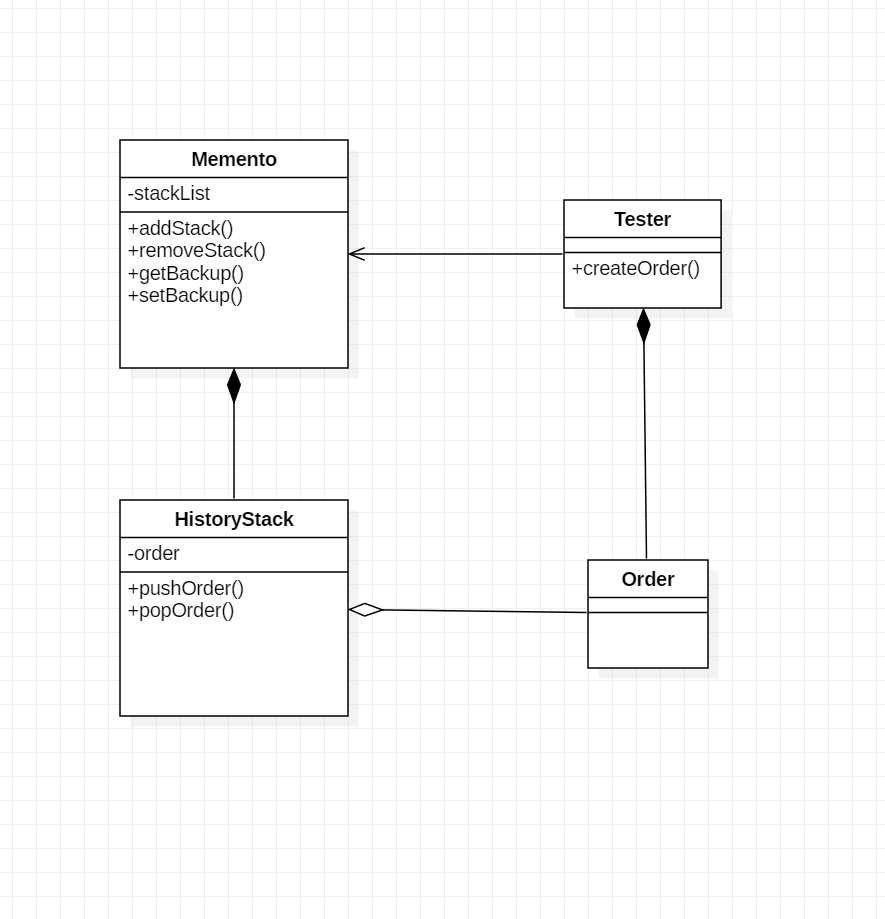 Memento
-stackList
+addStack()
+removeStack()
+getBackup()
+setBackup()
Tester
+createOrder()
HistoryStack
-order
+pushOrder()
+popOrder()
Order